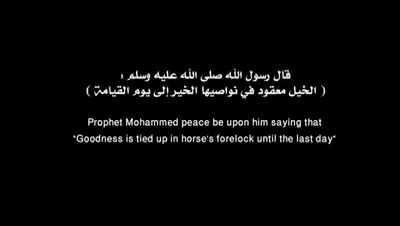 قال رسول الله صلى الله عليه وسلم :
( الخيل معقود في نواصيها الخير إلى يوم القيامة )
Prophet Mohammed peace be upon him saying that
*Goodness is tied up in horse's forelock until the last day*